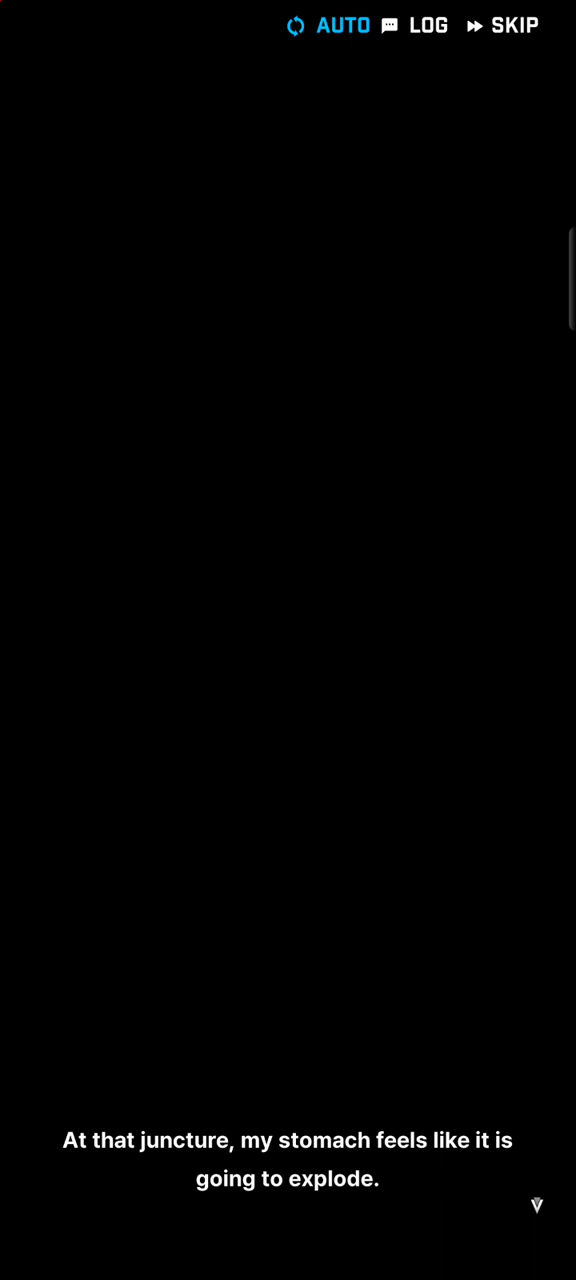 AUTO LOG SKIP
At that juncture, my stomach feels like it is
going to explode.